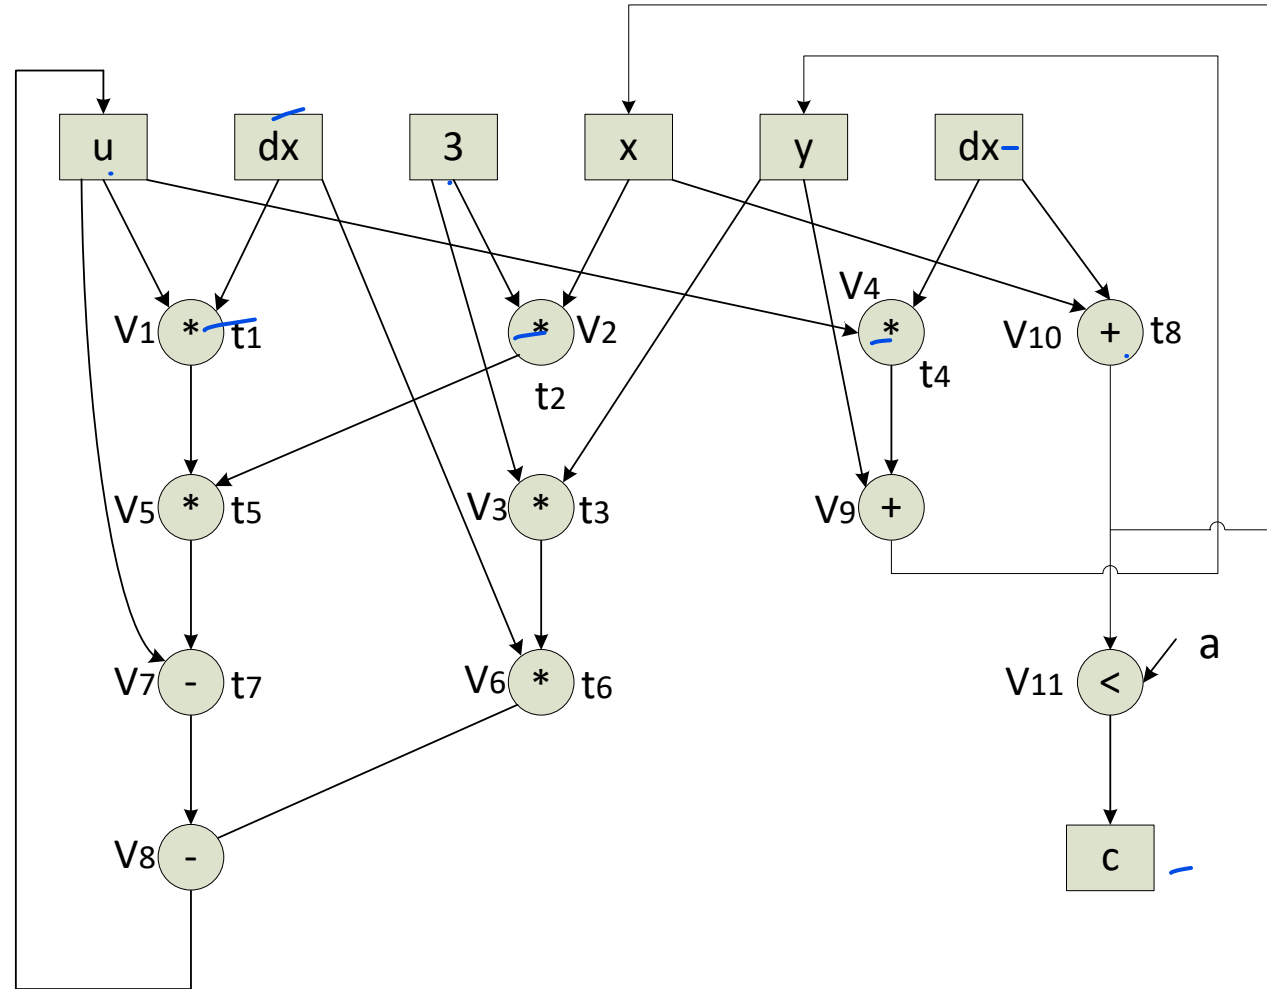 u dx 3 x y dx
V4
V1 * t1 * V2 * V10 + t8
t4
t2
V5 * t5 V3 * t3 V9 +
a
V7 - t7 V6 * t6 V11 <
V8 - c